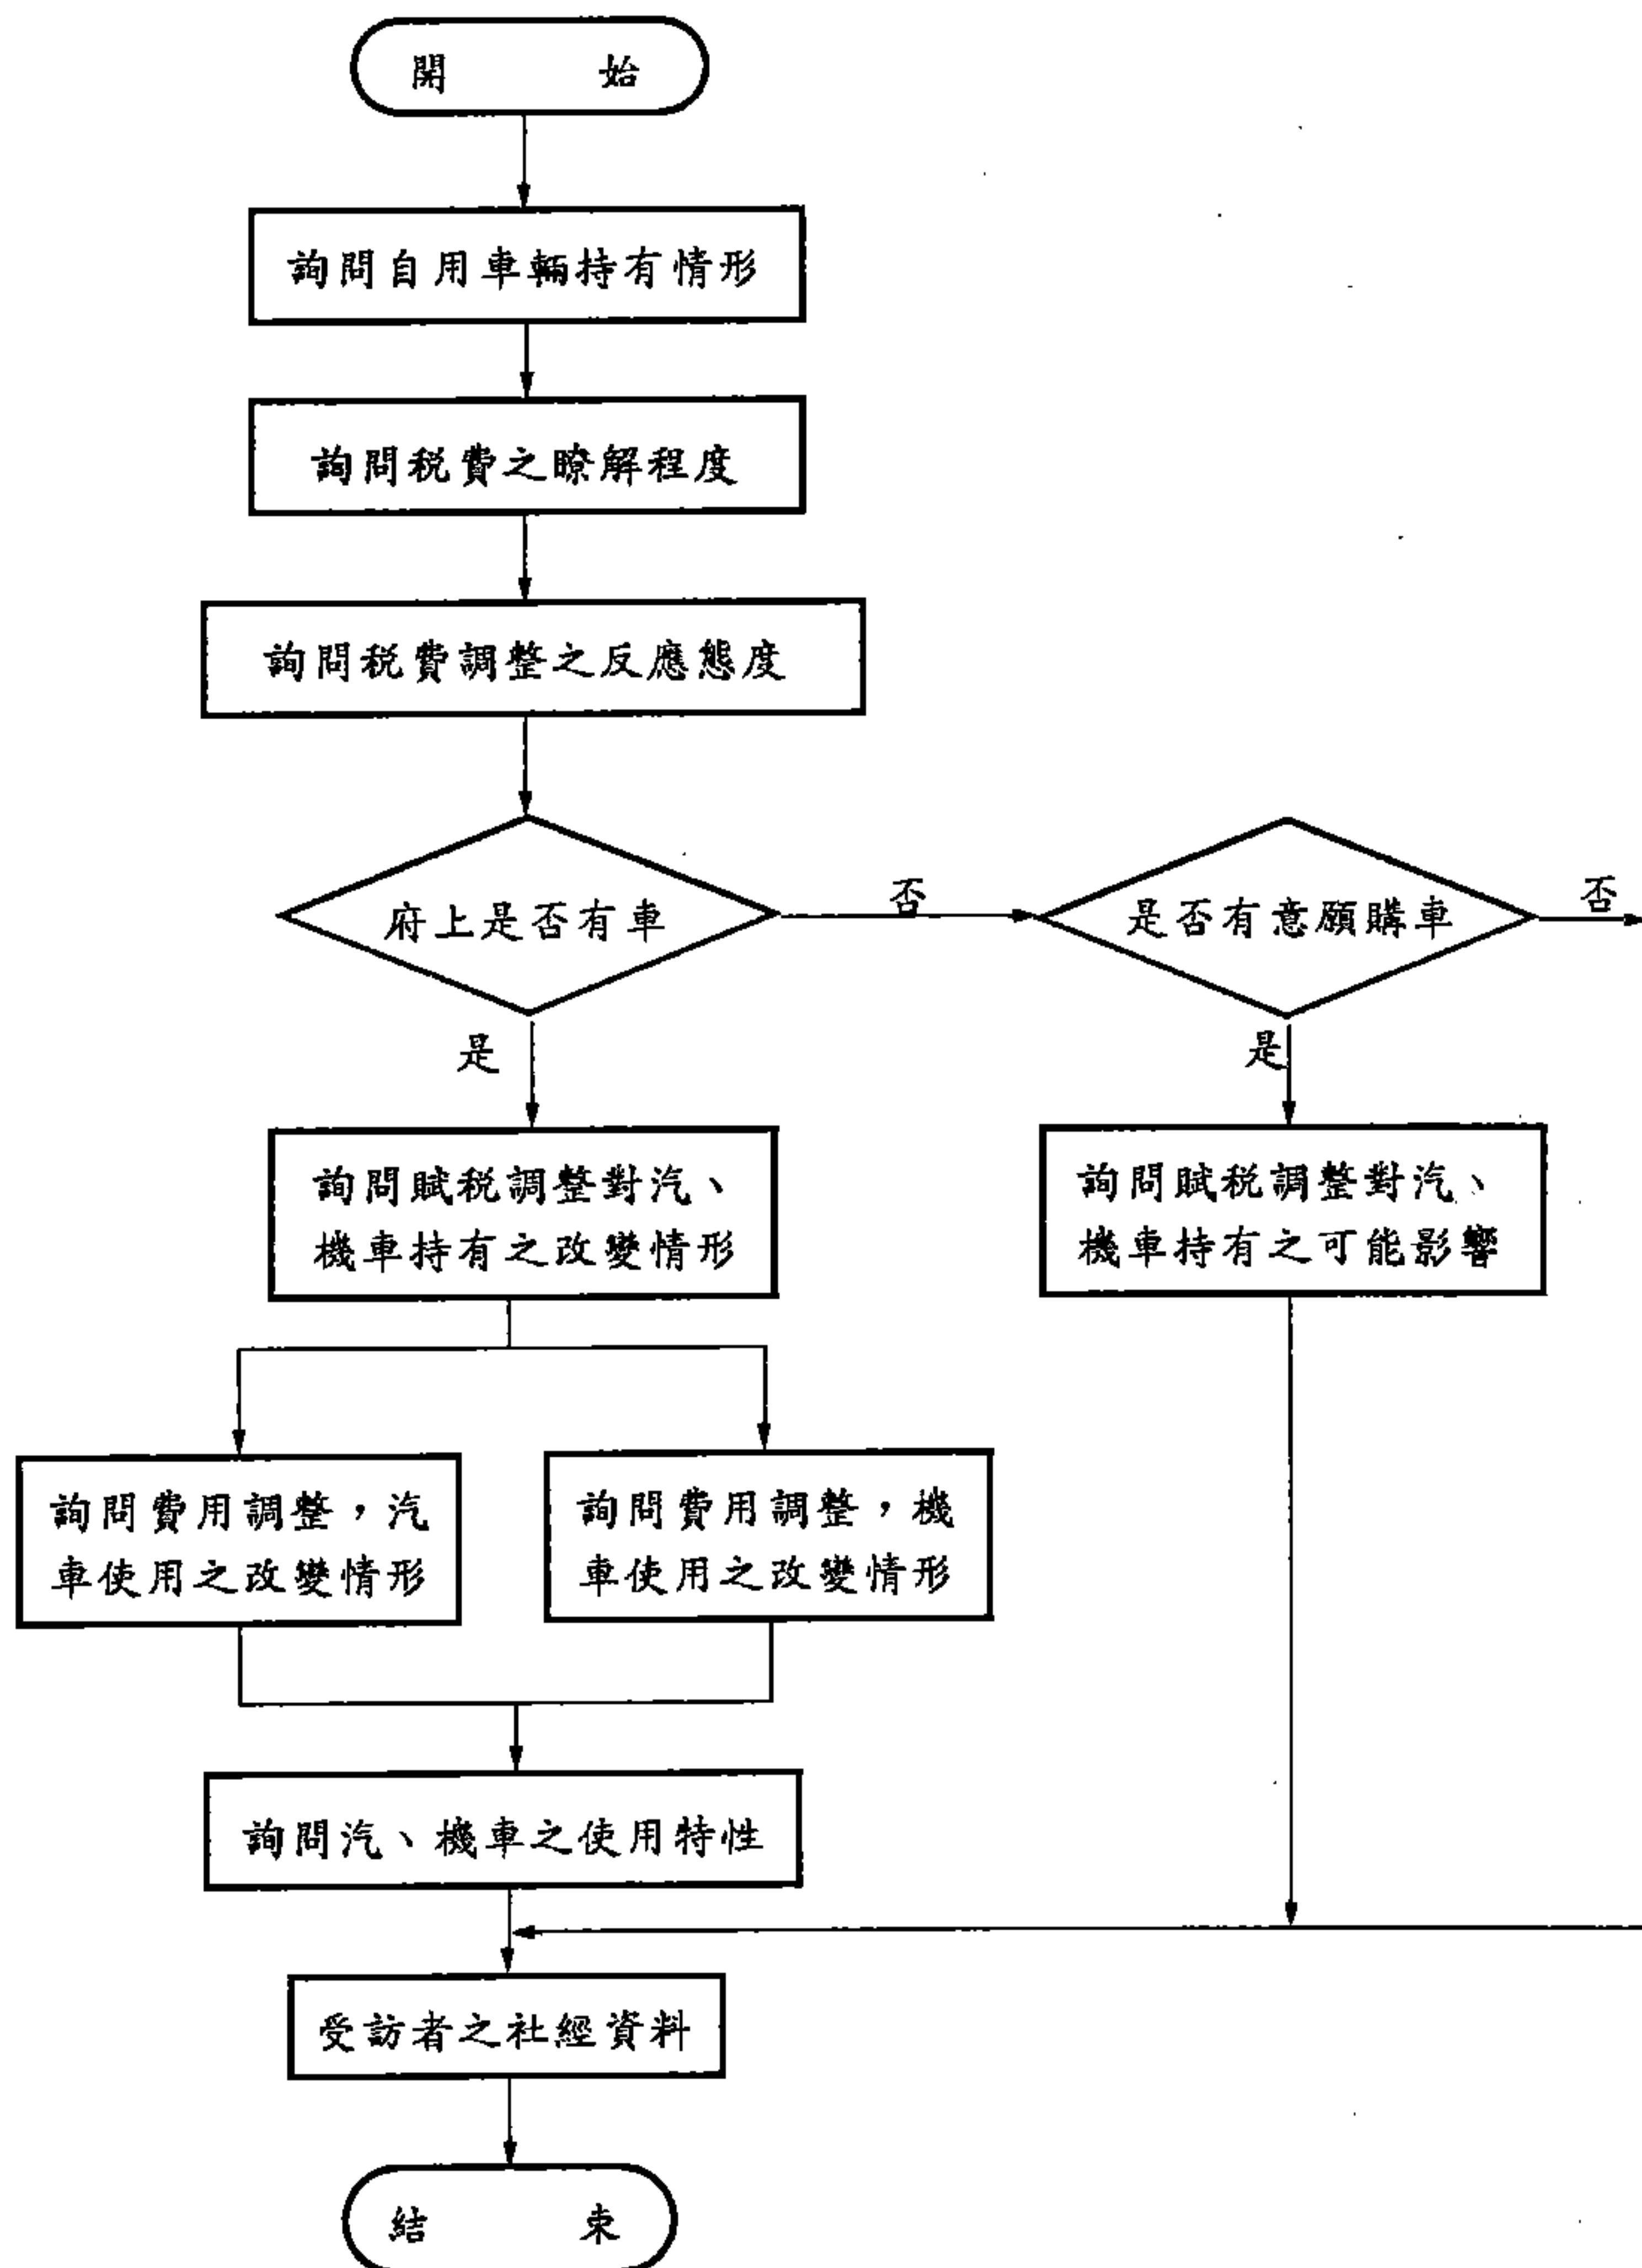 開 始
詢問自用車輛持有情形
詢問稅費之瞭解程度
詢問稅費調整之反應態度
府上是否有車
否
是否有意願購車
否
是
是
詢問賦稅調整對汽、
機車持有之改變情形
詢問賦稅調整對汽、
機車持有之可能影響
詢問費用調整，汽
車使用之改變情形
詢問費用調整，機
車使用之改變情形
詢問汽、機車之使用特性
受訪者之社經資料
結 束